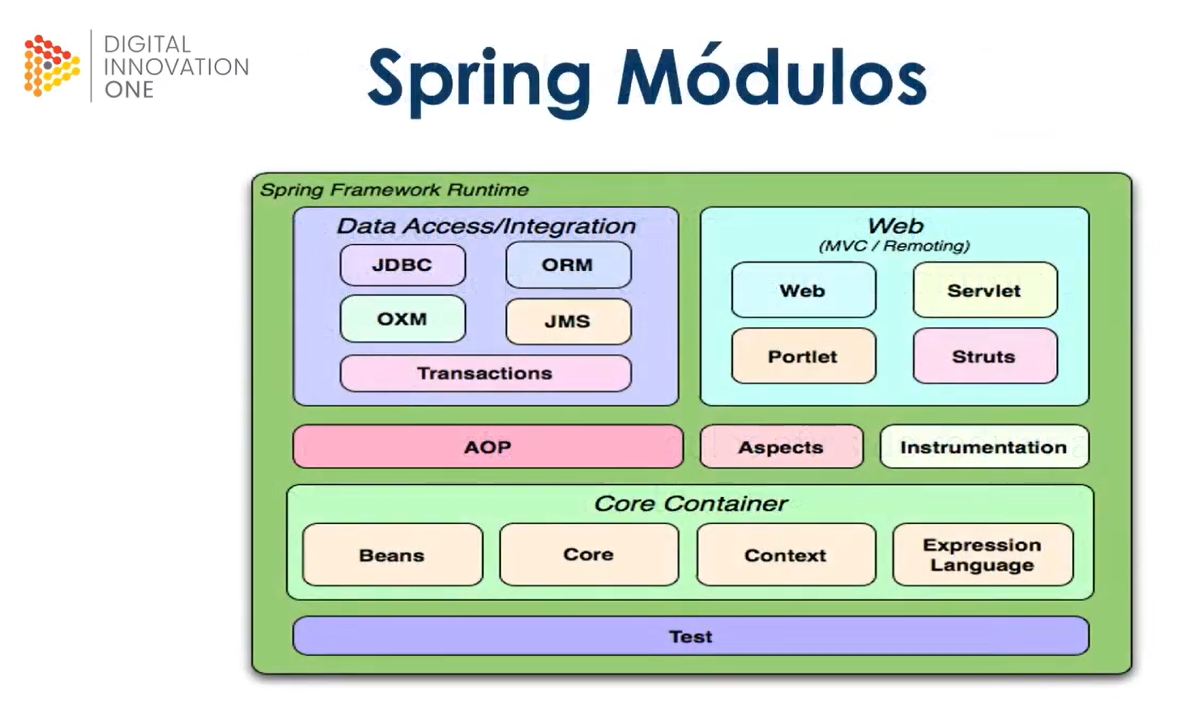 DIGITAL
INNOVATION
ONE
Spring Módulos
Spring Framework Runtime
Data Access/Integration
JDBC
ORM
OXM
JMS
Transactions
Web
(MVC / Remoting)
Web
Servlet
Portlet
Struts
AOP
Aspects
Instrumentation
Core Container
Beans
Core
Context
Expression
Language
Test